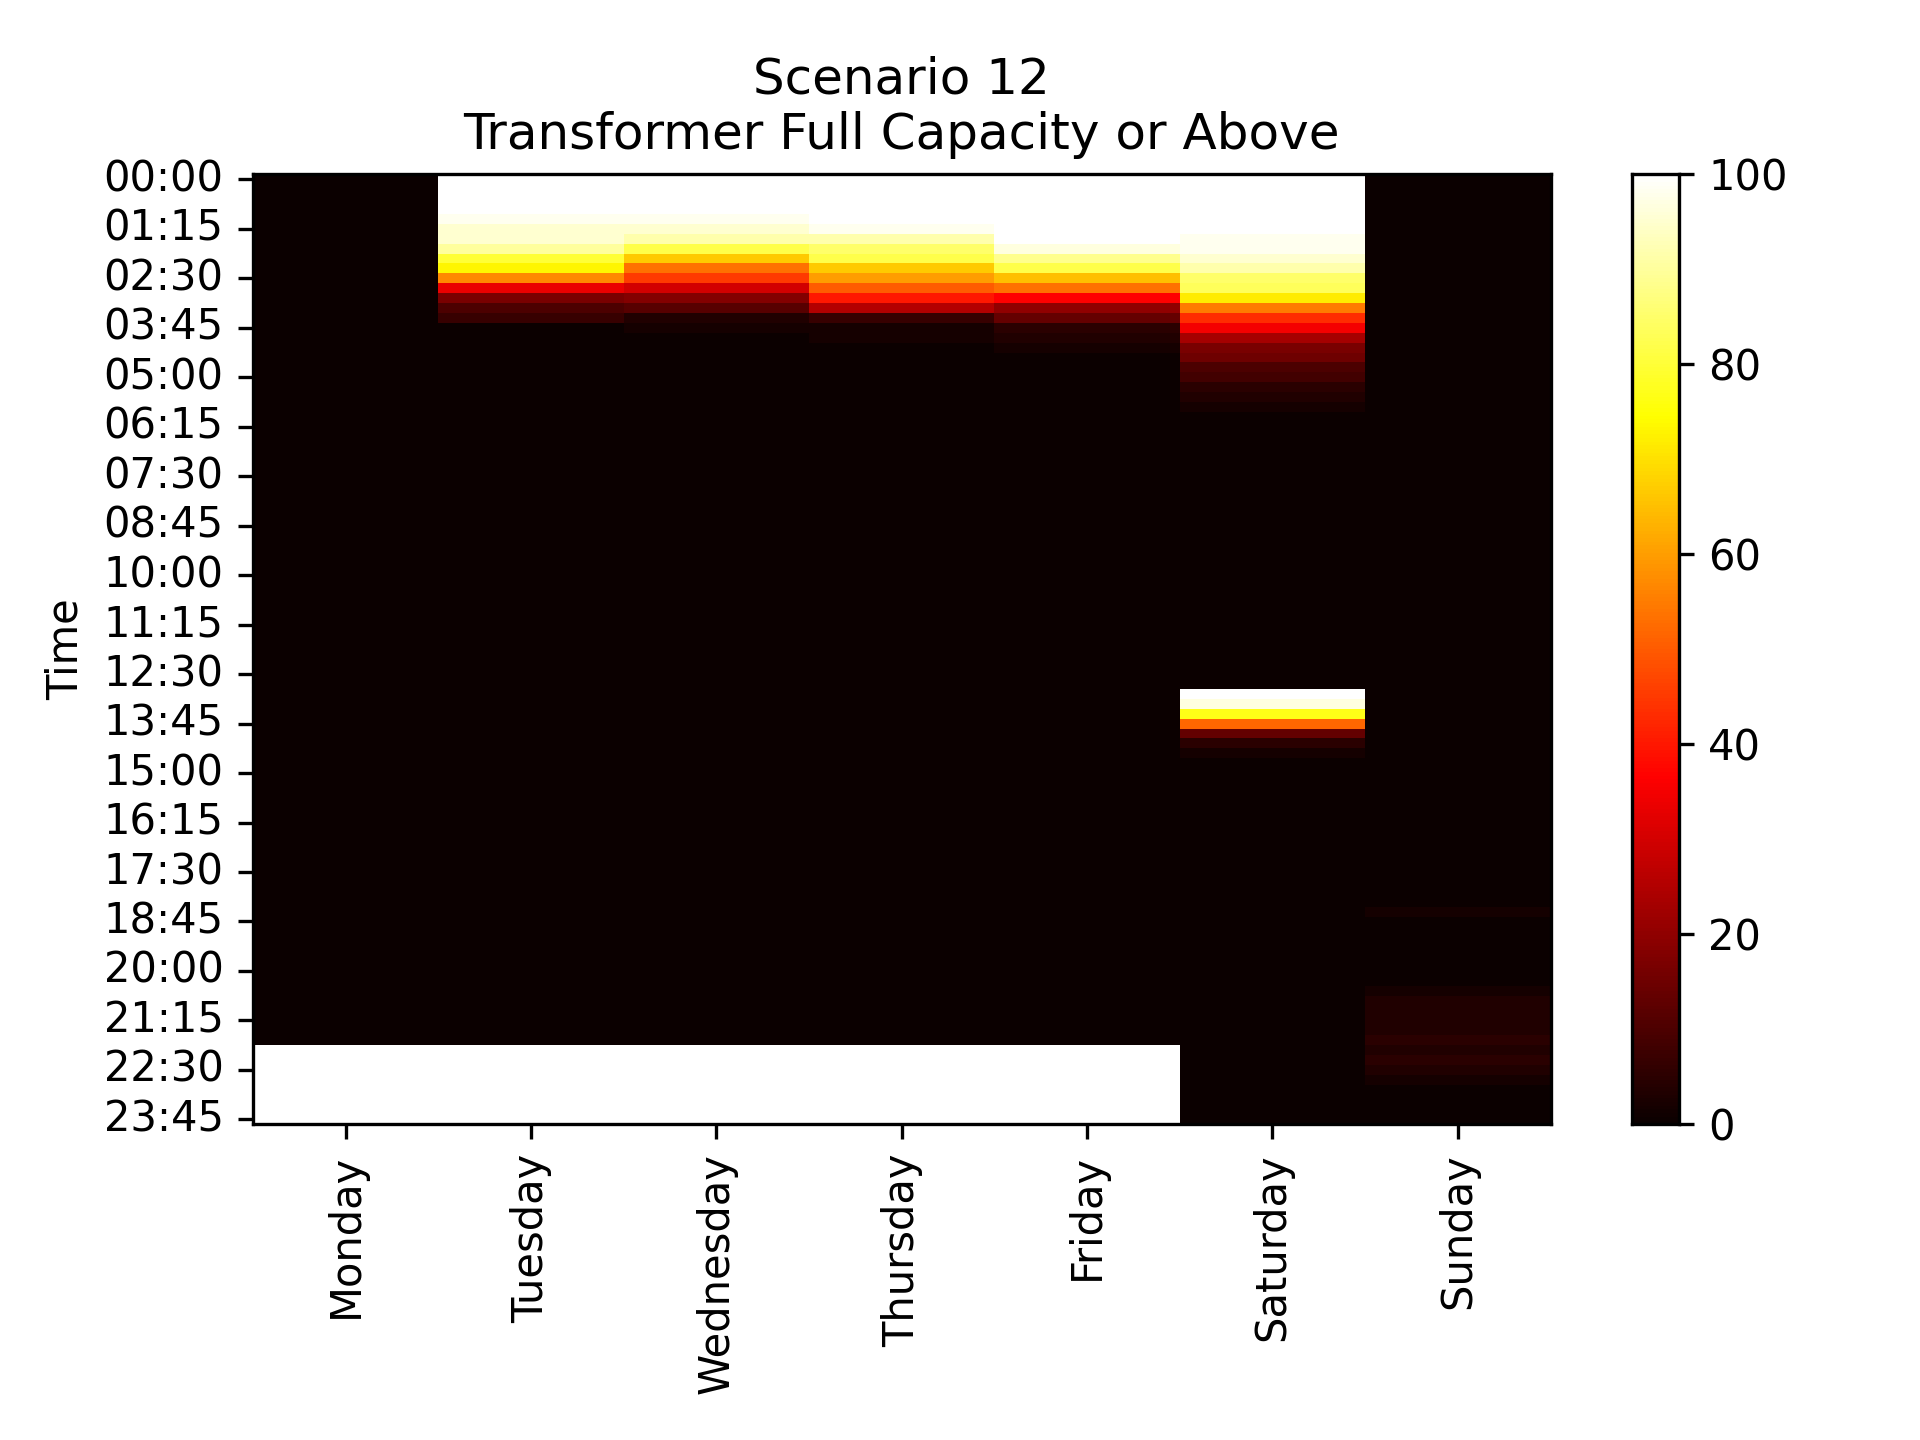 Scenario 12
Transformer Full Capacity or Above
Time
00:00
01:15
02:30
03:45
05:00
06:15
07:30
08:45
10:00
11:15
12:30
13:45
15:00
16:15
17:30
18:45
20:00
21:15
22:30
23:45
Monday
Tuesday
Wednesday
Thursday
Friday
Saturday
Sunday
100
80
60
40
20
0